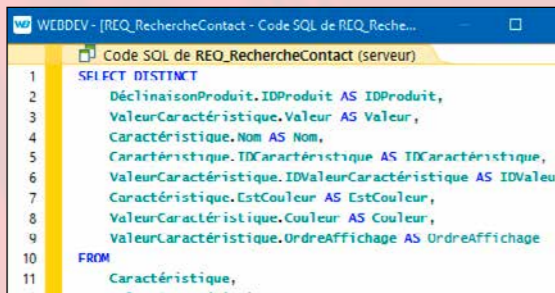 WEBDEV - [REQ_RechercheContact - Code SQL de REQ_Reche...
Code SQL de REQ_RechercheContact (serveur)
1 SELECT DISTINCT
2 DéclinaisonProduit.IDProduit AS IDProduit,
3 ValeurCaractéristique.Valeur AS Valeur,
4 Caractéristique.Nom AS Nom,
5 Caractéristique.IDCaractéristique AS IDCaractéristique,
6 ValeurCaractéristique.IDValeurCaractéristique AS IDValeu
7 Caractéristique.EstCouleur AS EstCouleur,
8 ValeurCaractéristique.Couleur AS Couleur,
9 ValeurCaractéristique.OrdreAffichage AS OrdreAffichage
10 FROM
11 Caractéristique,